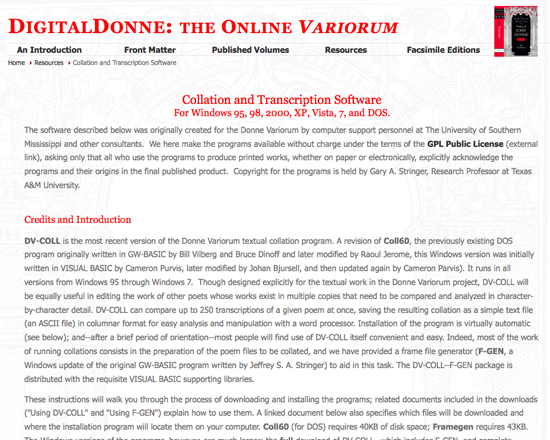 DIGITALDONNE: THE ONLINE VARIORUM
An Introduction Front Matter Published Volumes Resources Facsimile Editions
Home Resources Collation and Transcription Software
Collation and Transcription Software
For Windows 95, 98, 2000, XP, Vista, 7, and DOS.
The software described below was originally created for the Donne Variorum by computer support personnel at The University of Southern
Mississippi and other consultants. We here make the programs available without charge under the terms of the GPL Public License (external
link), asking only that all who use the programs to produce printed works, whether on paper or electronically, explicitly acknowledge the
programs and their origins in the final published product. Copyright for the programs is held by Gary A. Stringer, Research Professor at Texas
A&M University.
Credits and Introduction
DV-COLL is the most recent version of the Donne Variorum textual collation program. A revision of Coll60, the previously existing DOS
program originally written in GW-BASIC by Bill Vilberg and Bruce Dinoff and later modified by Raoul Jerome, this Windows version was initially
written in VISUAL BASIC by Cameron Purvis, later modified by Johan Bjursell, and then updated again by Cameron Parvis). It runs in all
versions from Windows 95 through Windows 7. Though designed explicitly for the textual work in the Donne Variorum project, DV-COLL will
be equally useful in editing the work of other poets whose works exist in multiple copies that need to be compared and analyzed in character-
by-character detail. DV-COLL can compare up to 250 transcriptions of a given poem at once, saving the resulting collation as a simple text file
(an ASCII file) in columnar format for easy analysis and manipulation with a word processor. Installation of the program is virtually automatic
(see below); and--after a brief period of orientation--most people will find use of DV-COLL itself convenient and easy. Indeed, most of the work
of running collations consists in the preparation of the poem files to be collated, and we have provided a frame file generator (F-GEN, a
Windows update of the original GW-BASIC program written by Jeffrey S. A. Stringer) to aid in this task. The DV-COLL--F-GEN package is
distributed with the requisite VISUAL BASIC supporting libraries.
These instructions will walk you through the process of downloading and installing the programs; related documents included in the downloads
("Using DV-COLL" and "Using F-GEN") explain how to use them. A linked document below also specifies which files will be downloaded and
where the installation program will locate them on your computer. Coll60 (for DOS) requires 40KB of disk space; Framegen requires 43KB.